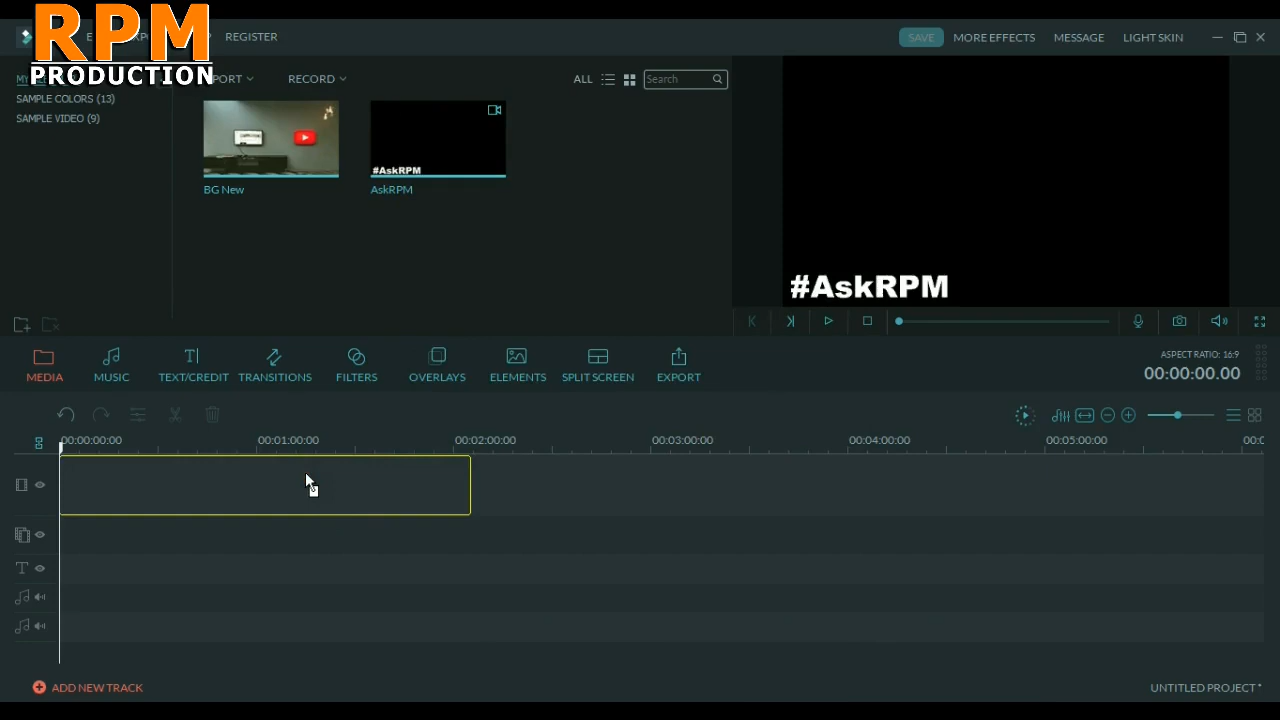 RPM
PRODUCTION
REGISTER
SAVE
MORE EFFECTS
MESSAGE
LIGHT SKIN
RECORD
ALL
Search
SAMPLE COLORS (13)
SAMPLE VIDEO (9)
#AskRPM
BG New
AskRPM
#AskRPM
MEDIA
MUSIC
TEXT/CREDIT
TRANSITIONS
FILTERS
OVERLAYS
ELEMENTS
SPLIT SCREEN
EXPORT
ASPECT RATIO: 16:9
00:00:00.00
00:00:00:00
00:01:00:00
00:02:00:00
00:03:00:00
00:04:00:00
00:05:00:00
ADD NEW TRACK
UNTITLED PROJECT *